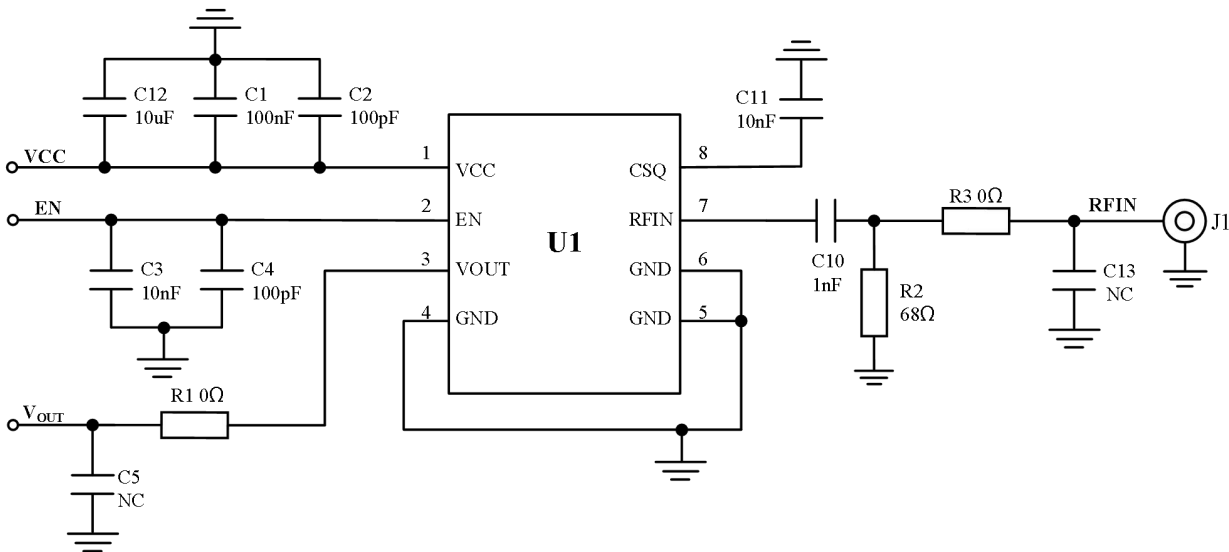 C12
10uF
C1
100nF
C2
100pF
C11
10nF
VCC
1
VCC
CSQ
8
EN
2
EN
RFIN
7
R3 0Ω
RFIN
J1
U1
C3
10nF
C4
100pF
3
VOUT
GND
6
C10
1nF
R2
68Ω
C13
NC
4
GND
GND
5
R1 0Ω
VOUT
C5
NC